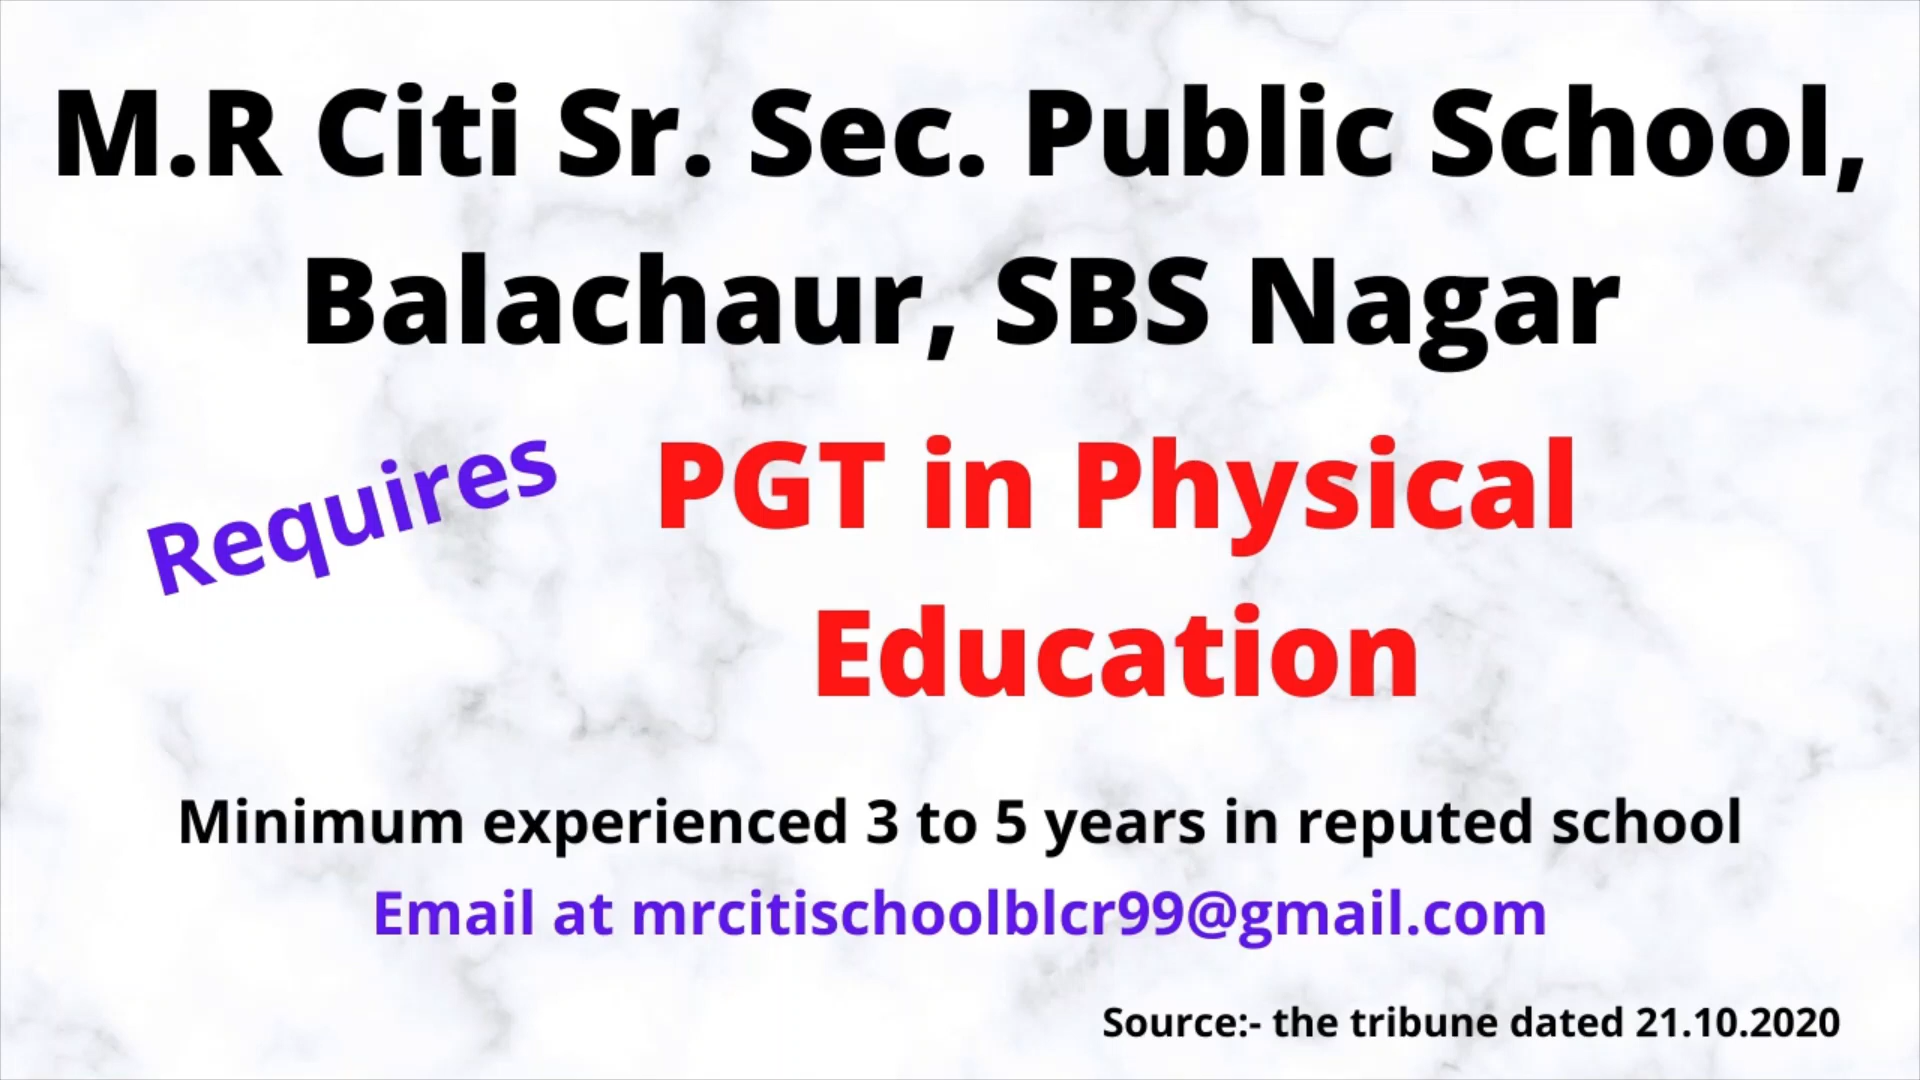 M.R Citi Sr. Sec. Public School,
Balachaur, SBS Nagar
Requires
PGT in Physical
Education
Minimum experienced 3 to 5 years in reputed school
Email at mrcitischoolblcr99@gmail.com
Source:- the tribune dated 21.10.2020